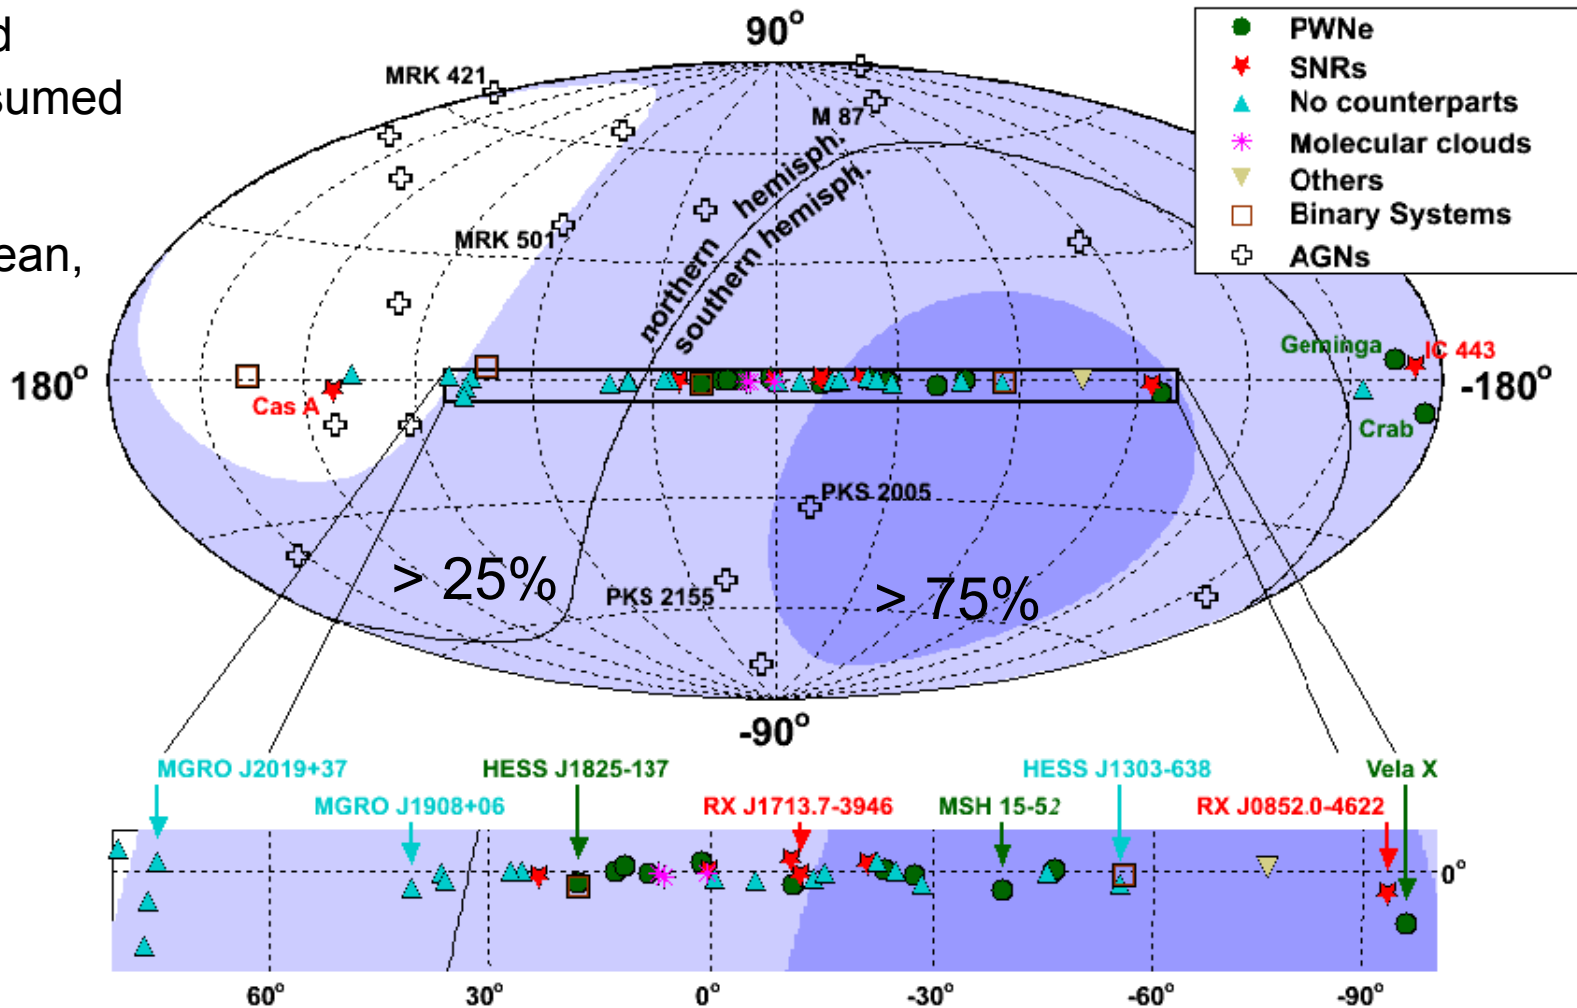 d
sumed
ean,
90°
MRK 421
M 87
MRK 501
northern hemisph.
southern hemisph.
PWNe
SNRs
No counterparts
Molecular clouds
Others
Binary Systems
AGNs
180°
-180°
Cas A
Geminga
IC 443
Crab
PKS 2005
> 25%
PKS 2155
> 75%
-90°
MGRO J2019+37
HESS J1825-137
HESS J1303-638
Vela X
MGRO J1908+06
RX J1713.7-3946
MSH 15-52
RX J0852.0-4622
0°
60°
30°
0°
-30°
-60°
-90°